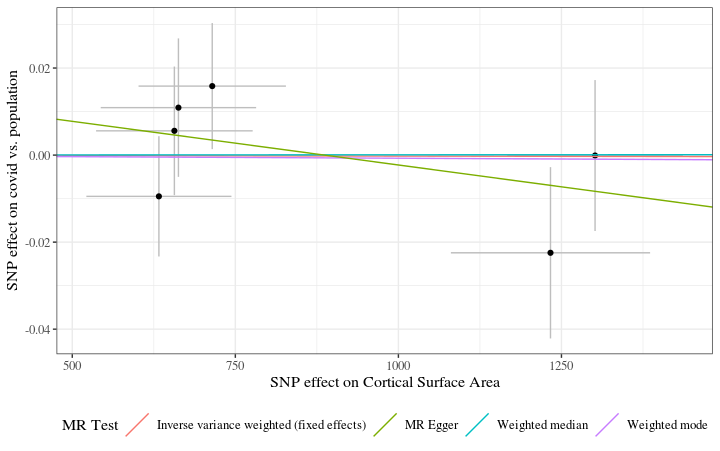 SNP effect on covid vs. population
0.02
0.00
-0.02
-0.04
500 750 1000 1250
SNP effect on Cortical Surface Area
MR Test Inverse variance weighted (fixed effects) MR Egger Weighted median Weighted mode